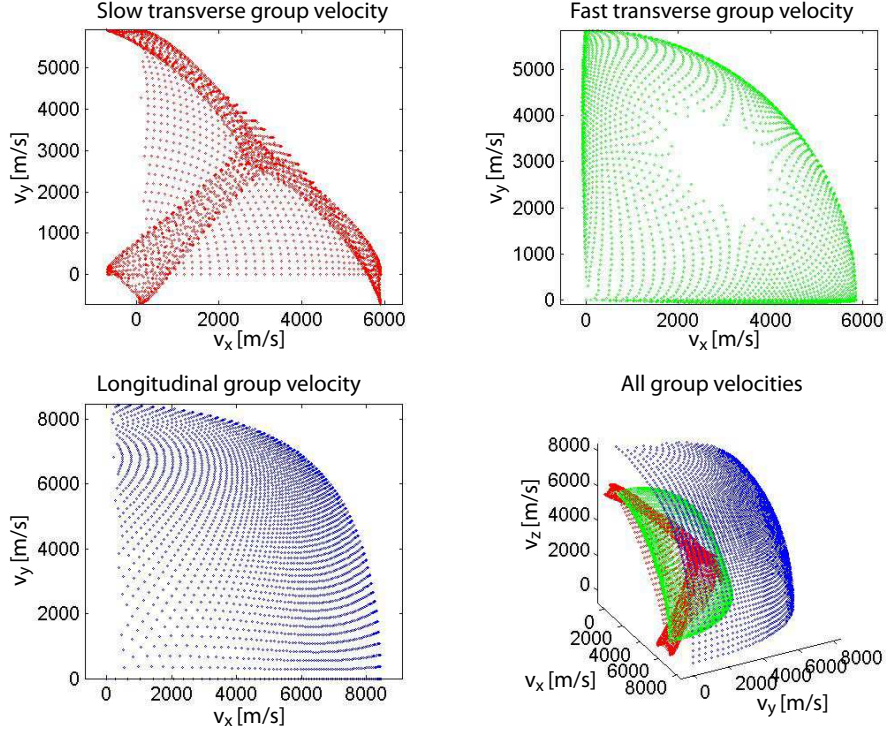 Slow transverse group velocity
5000
4000
3000
2000
1000
0
v_y [m/s]
0 2000 4000 6000
v_x [m/s]
Fast transverse group velocity
5000
4000
3000
2000
1000
0
v_y [m/s]
0 2000 4000 6000
v_x [m/s]
Longitudinal group velocity
8000
6000
4000
2000
0
v_y [m/s]
0 2000 4000 6000 8000
v_x [m/s]
All group velocities
8000
6000
4000
2000
0
v_z [m/s]
0
2000
4000
6000
8000
v_x [m/s]
0 2000 4000 6000 8000
v_y [m/s]